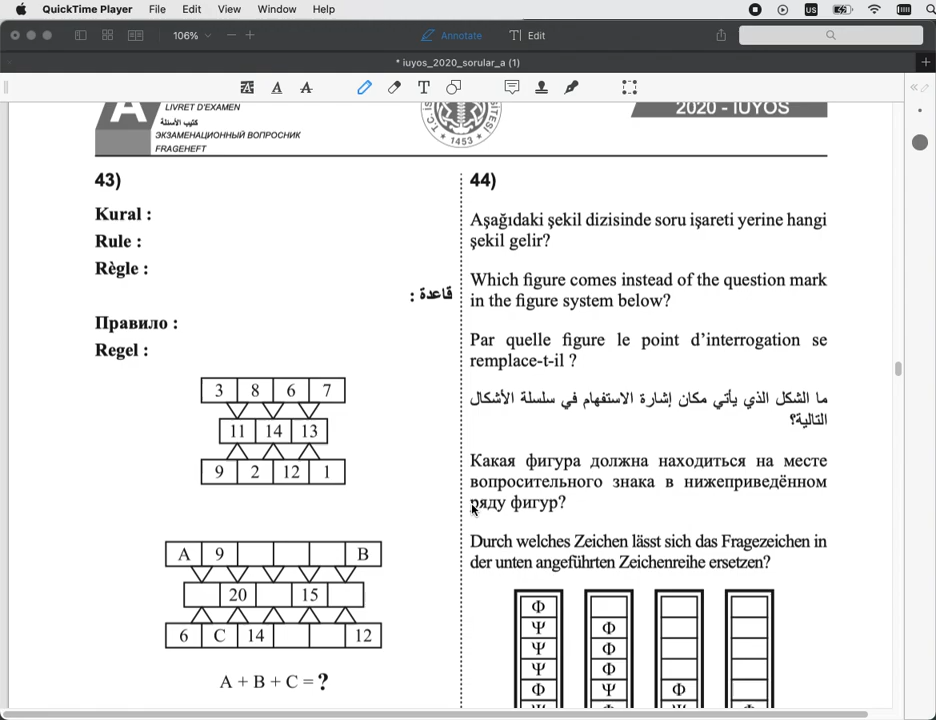 QuickTime Player File Edit View Window Help
US
106% Annotate Edit
* iuyos_2020_sorular_a (1)
A
LIVRET D'EXAMEN
كتيب الأسئلة
ЭКЗАМЕНАЦИОННЫЙ ВОПРОСНИК
FRAGEHEFT
1453
2020 - IUYOS
43)
Kural :
Rule :
Règle :
قاعدة :
Правило :
Regel :
3 8 6 7
11 14 13
9 2 12 1
A 9 B
20 15
6 C 14 12
A + B + C = ?
44)
Aşağıdaki şekil dizisinde soru işareti yerine hangi
şekil gelir?
Which figure comes instead of the question mark
in the figure system below?
Par quelle figure le point d'interrogation se
remplace-t-il ?
ما الشكل الذي يأتي مكان إشارة الاستفهام في سلسلة الأشكال
التالية؟
Какая фигура должна находиться на месте
вопросительного знака в нижеприведённом
ряду фигур?
Durch welches Zeichen lässt sich das Fragezeichen in
der unten angeführten Zeichenreihe ersetzen?
Φ
Ψ Φ
Ψ Φ
Ψ Φ
Φ Ψ Φ